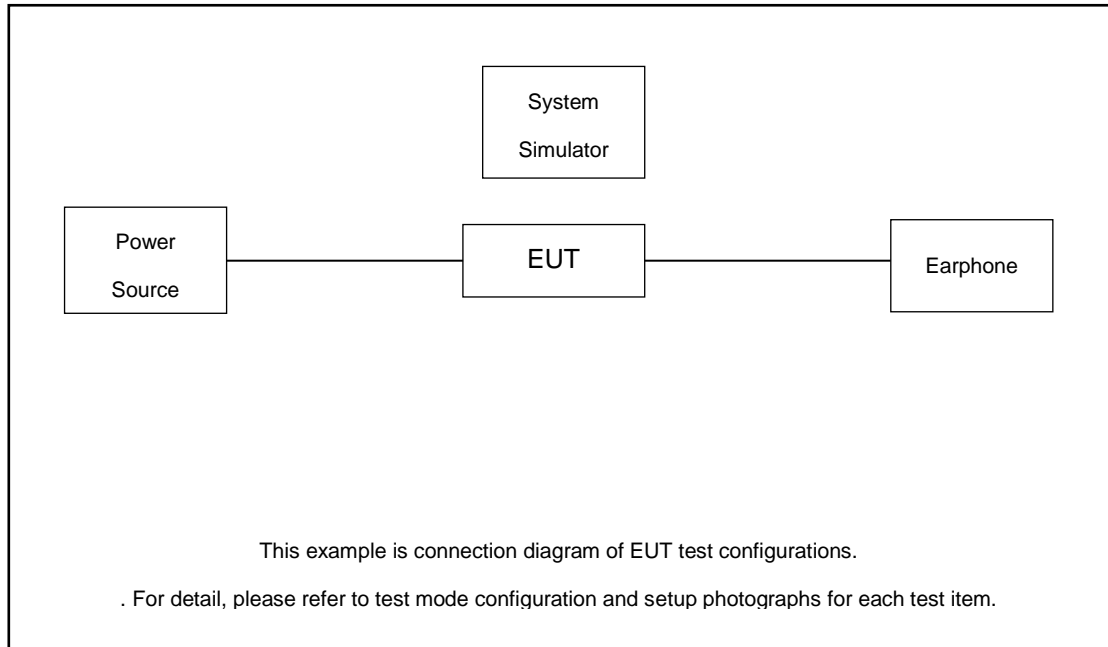 System
Simulator
Power
Source
EUT
Earphone
This example is connection diagram of EUT test configurations.
. For detail, please refer to test mode configuration and setup photographs for each test item.